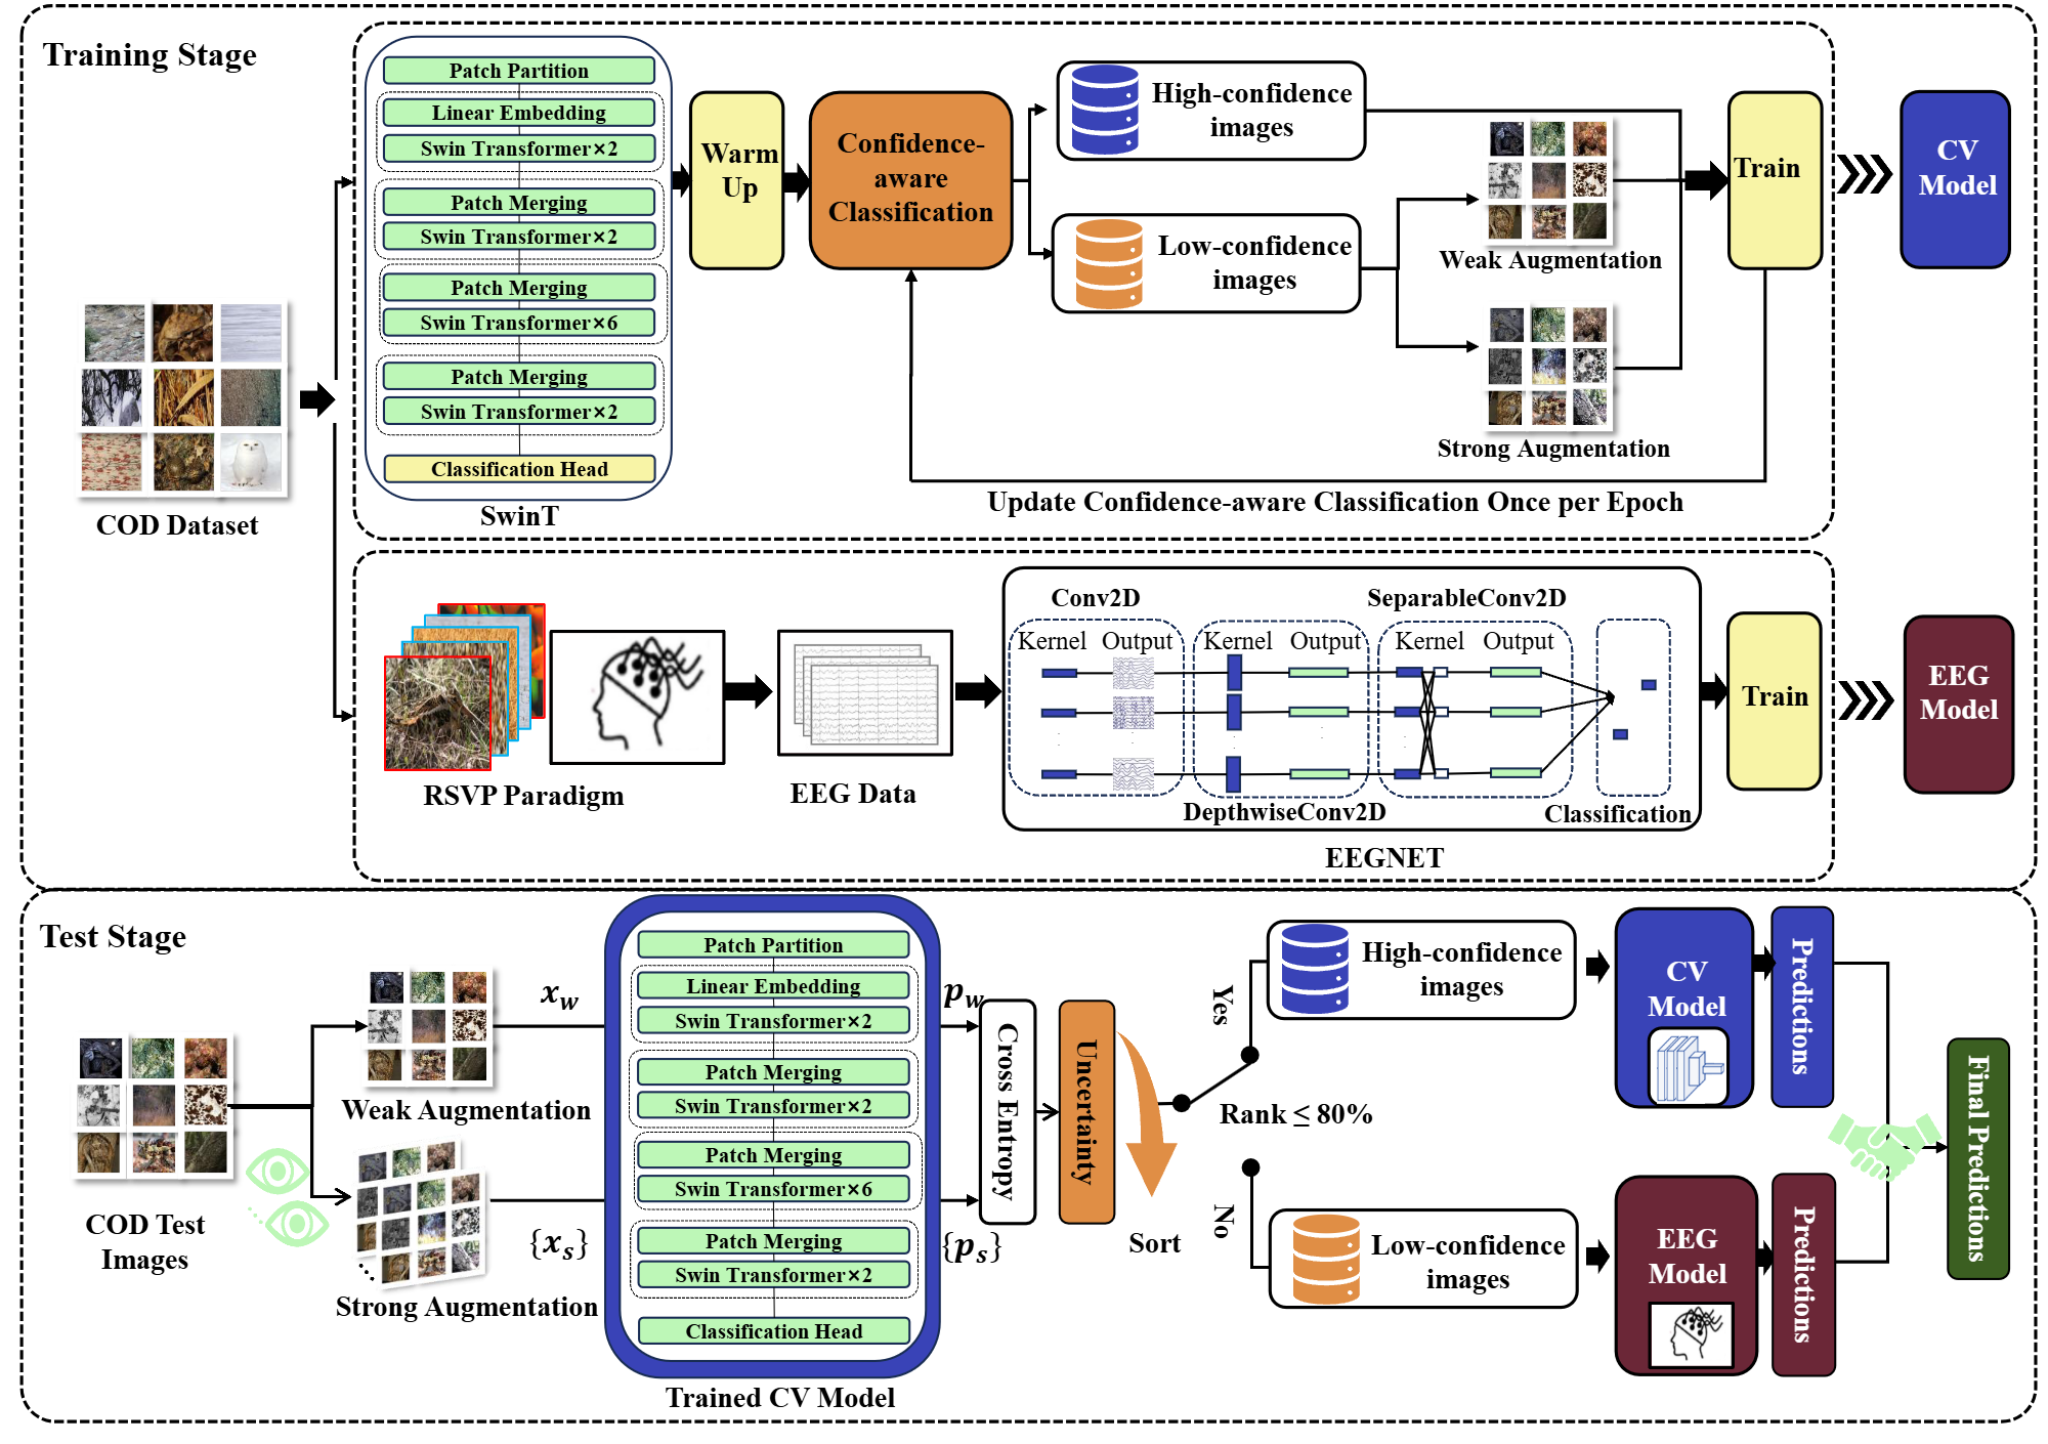 Training Stage
Patch Partition
Linear Embedding
Swin Transformer×2
Patch Merging
Swin Transformer×2
Patch Merging
Swin Transformer×6
Patch Merging
Swin Transformer×2
Classification Head
SwinT
COD Dataset
Warm
Up
Confidence-
aware
Classification
High-confidence
images
Low-confidence
images
Weak Augmentation
Strong Augmentation
Train
CV
Model
Update Confidence-aware Classification Once per Epoch
RSVP Paradigm
EEG Data
Conv2D
Kernel Output
DepthwiseConv2D
Kernel Output
SeparableConv2D
Kernel Output
Classification
EEGNET
Train
EEG
Model
Test Stage
COD Test
Images
Weak Augmentation
Strong Augmentation
x_w
{x_s}
Patch Partition
Linear Embedding
Swin Transformer×2
Patch Merging
Swin Transformer×2
Patch Merging
Swin Transformer×6
Patch Merging
Swin Transformer×2
Classification Head
Trained CV Model
p_w
{p_s}
Cross Entropy
Uncertainty
Sort
Yes
Rank ≤ 80%
No
High-confidence
images
Low-confidence
images
CV
Model
Predictions
EEG
Model
Predictions
Final Predictions